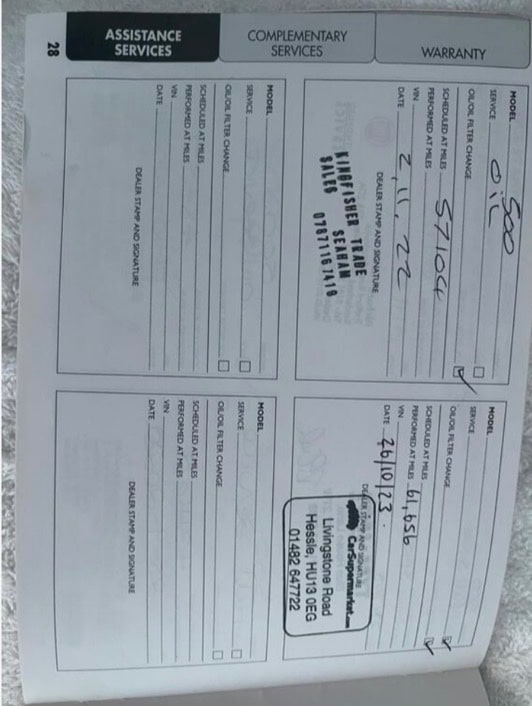 ASSISTANCE
SERVICES
COMPLEMENTARY
SERVICES
WARRANTY
28
MODEL 500
SERVICE OIL
OIL/OIL FILTER CHANGE
SCHEDULED AT MILES 57104
PERFORMED AT MILES
VIN
DATE 2,11,22
DEALER STAMP AND SIGNATURE
KINGFISHER TRADE
SALES SEAHAM
07871167419
MODEL
SERVICE
OIL/OIL FILTER CHANGE
SCHEDULED AT MILES
PERFORMED AT MILES 61,656
VIN
DATE 26/10/23.
DEALER STAMP AND SIGNATURE
CarSupermarket.com
Livingstone Road
Hessle, HU13 0EG
01482 647722
MODEL
SERVICE
OIL/OIL FILTER CHANGE
SCHEDULED AT MILES
PERFORMED AT MILES
VIN
DATE
DEALER STAMP AND SIGNATURE
MODEL
SERVICE
OIL/OIL FILTER CHANGE
SCHEDULED AT MILES
PERFORMED AT MILES
VIN
DATE
DEALER STAMP AND SIGNATURE